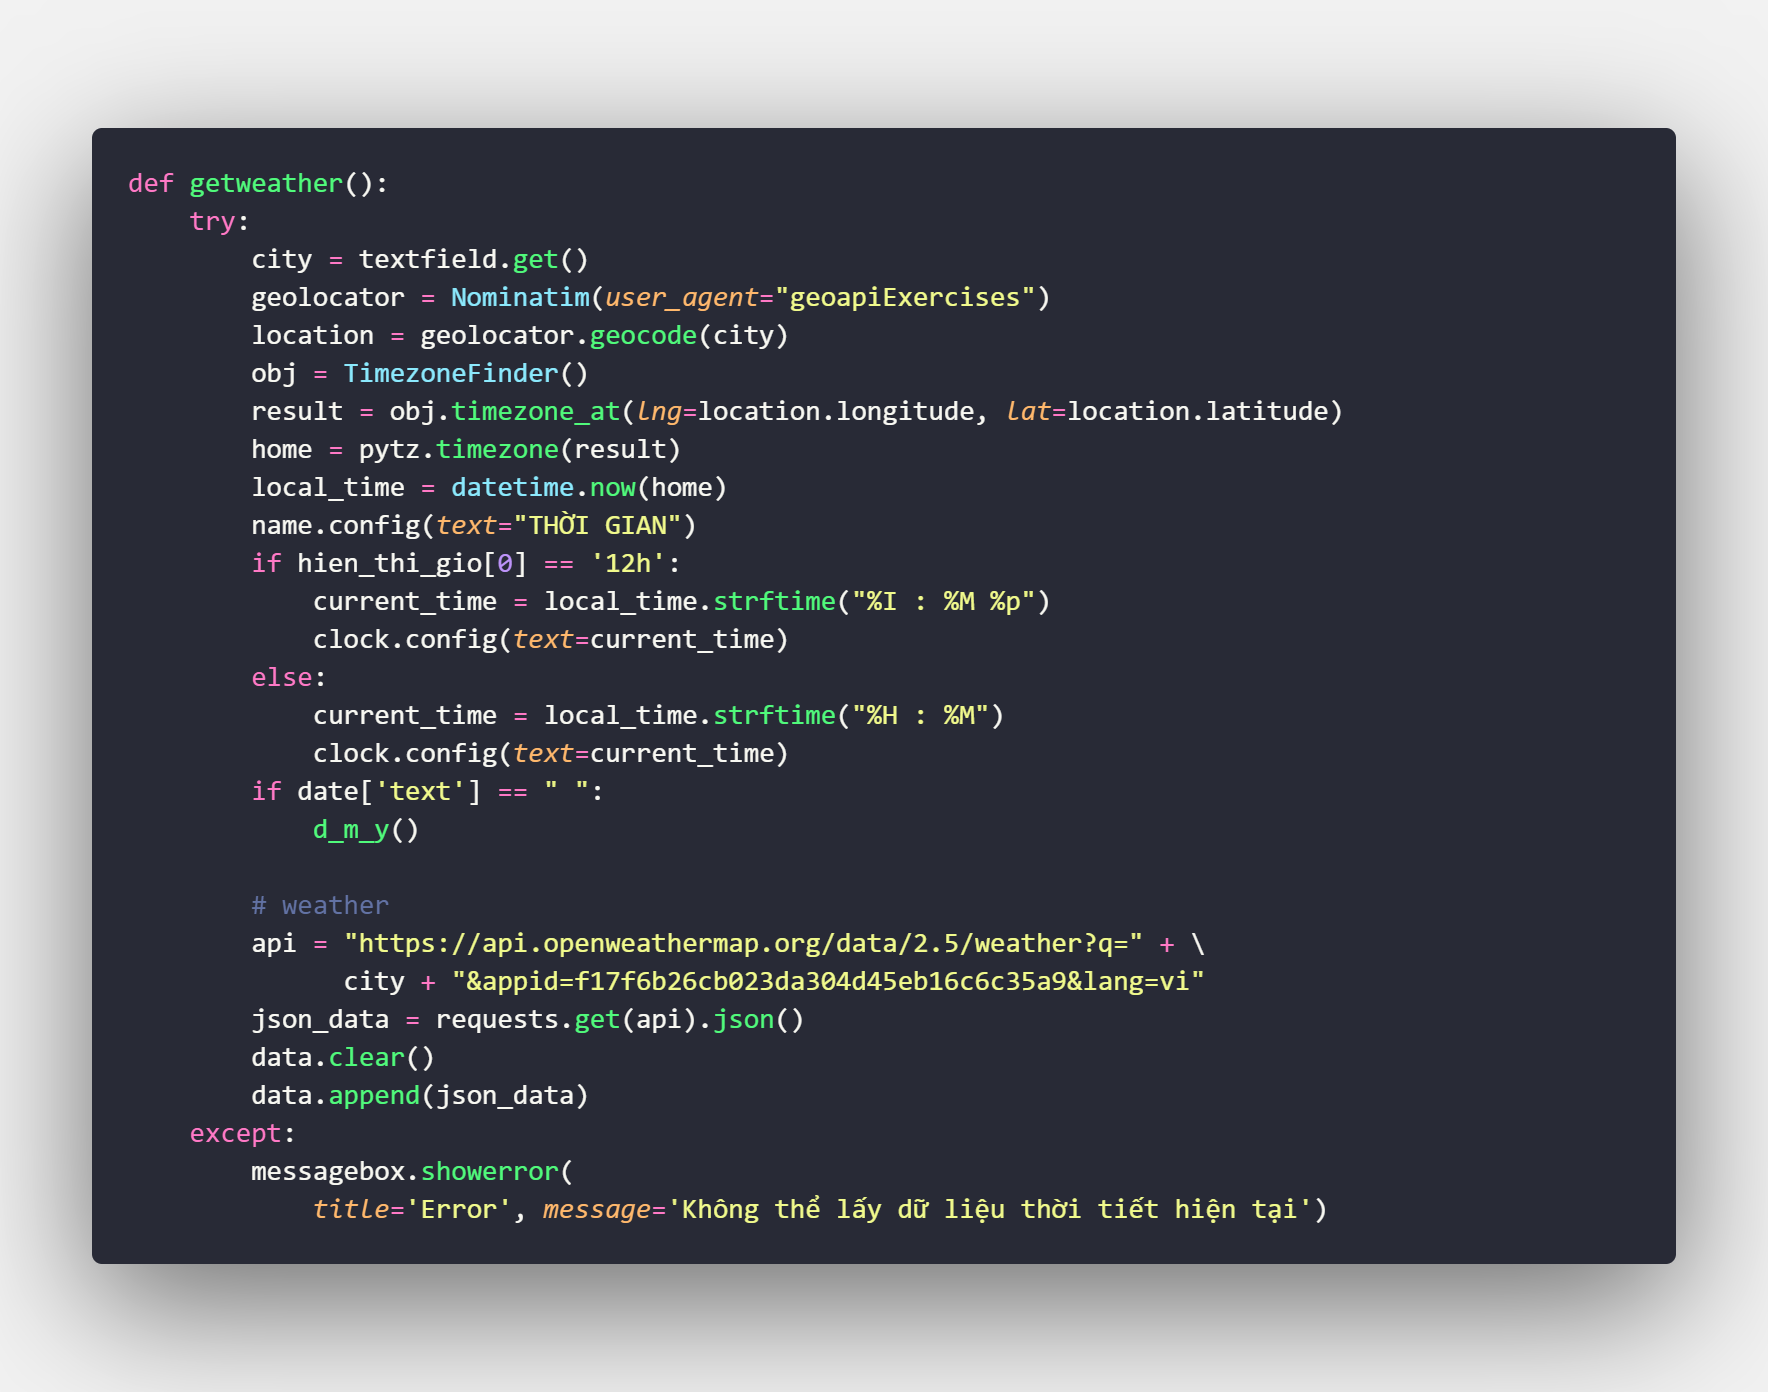 def getweather():
    try:
        city = textfield.get()
        geolocator = Nominatim(user_agent="geoapiExercises")
        location = geolocator.geocode(city)
        obj = TimezoneFinder()
        result = obj.timezone_at(lng=location.longitude, lat=location.latitude)
        home = pytz.timezone(result)
        local_time = datetime.now(home)
        name.config(text="THỜI GIAN")
        if hien_thi_gio[0] == '12h':
            current_time = local_time.strftime("%I : %M %p")
            clock.config(text=current_time)
        else:
            current_time = local_time.strftime("%H : %M")
            clock.config(text=current_time)
        if date['text'] == " ":
            d_m_y()

        # weather
        api = "https://api.openweathermap.org/data/2.5/weather?q=" + \
              city + "&appid=f17f6b26cb023da304d45eb16c6c35a9&lang=vi"
        json_data = requests.get(api).json()
        data.clear()
        data.append(json_data)
    except:
        messagebox.showerror(
            title='Error', message='Không thể lấy dữ liệu thời tiết hiện tại')